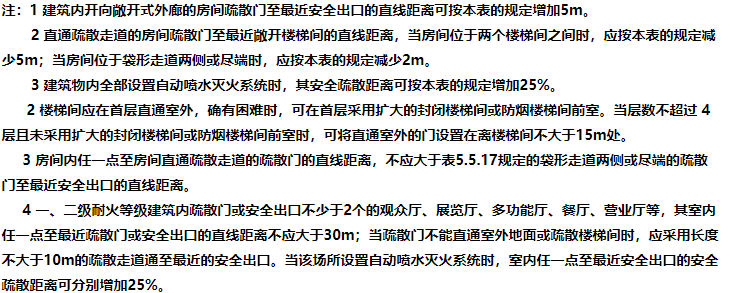 注：1 建筑内开向敞开式外廊的房间疏散门至最近安全出口的直线距离可按本表的规定增加5m。
2 直通疏散走道的房间疏散门至最近敞开楼梯间的直线距离，当房间位于两个楼梯间之间时，应按本表的规定减
少5m；当房间位于袋形走道两侧或尽端时，应按本表的规定减少2m。
3 建筑物内全部设置自动喷水灭火系统时，其安全疏散距离可按本表的规定增加25%。
2 楼梯间应在首层直通室外，确有困难时，可在首层采用扩大的封闭楼梯间或防烟楼梯间前室。当层数不超过 4
层且未采用扩大的封闭楼梯间或防烟楼梯间前室时，可将直通室外的门设置在离楼梯间不大于15m处。
3 房间内任一点至房间直通疏散走道的疏散门的直线距离，不应大于表5.5.17规定的袋形走道两侧或尽端的疏散
门至最近安全出口的直线距离。
4 一、二级耐火等级建筑内疏散门或安全出口不少于2个的观众厅、展览厅、多功能厅、餐厅、营业厅等，其室内
任一点至最近疏散门或安全出口的直线距离不应大于30m；当疏散门不能直通室外地面或疏散楼梯间时，应采用长度
不大于10m的疏散走道通至最近的安全出口。当该场所设置自动喷水灭火系统时，室内任一点至最近安全出口的安全
疏散距离可分别增加25%。